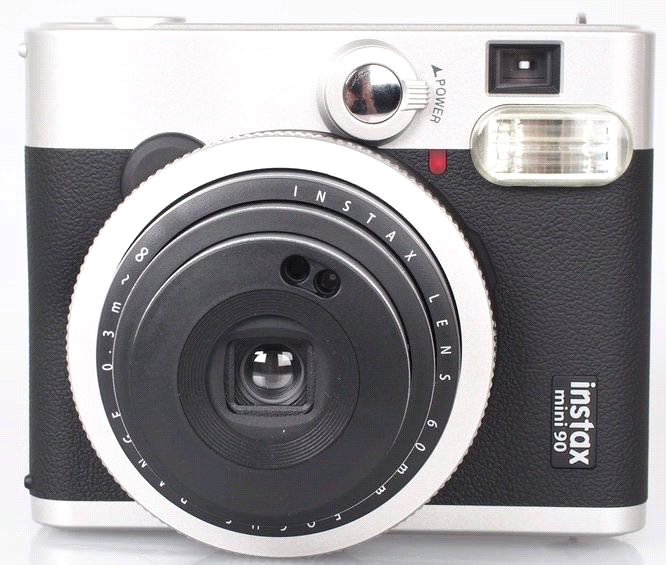 POWER
INSTAX LENS 60mm FOCUS RANGE 0.3m ~ ∞
instax
mini 90